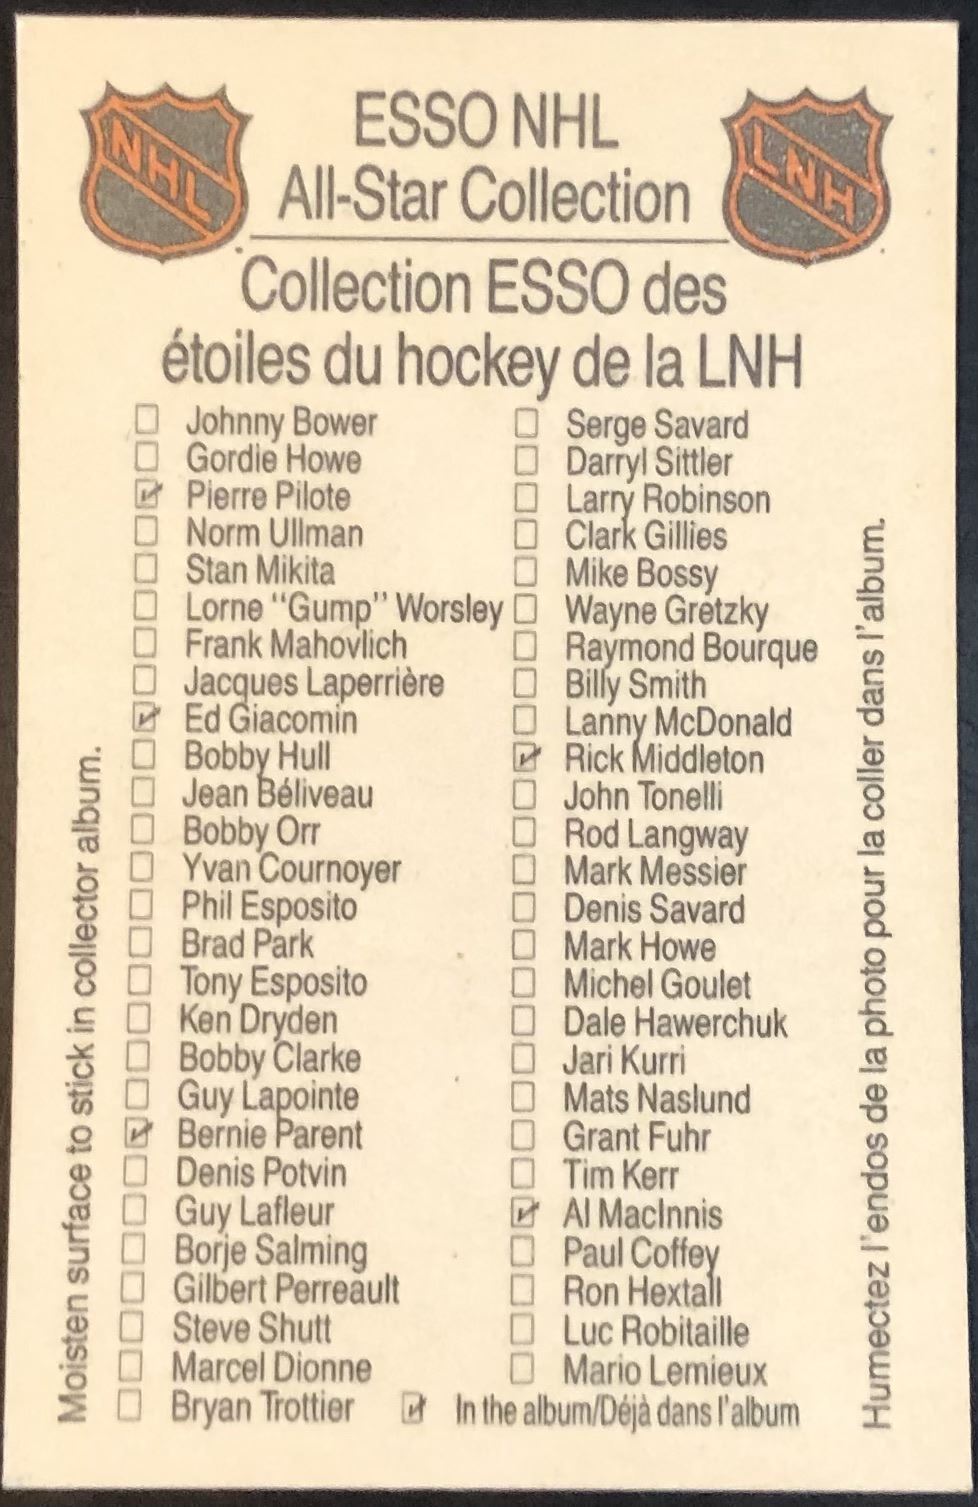 NHL
LNH
ESSO NHL
All-Star Collection
Collection ESSO des
étoiles du hockey de la LNH
Johnny Bower
Gordie Howe
Pierre Pilote
Norm Ullman
Stan Mikita
Lorne "Gump" Worsley
Frank Mahovlich
Jacques Laperrière
Ed Giacomin
Bobby Hull
Jean Béliveau
Bobby Orr
Yvan Cournoyer
Phil Esposito
Brad Park
Tony Esposito
Ken Dryden
Bobby Clarke
Guy Lapointe
Bernie Parent
Denis Potvin
Guy Lafleur
Borje Salming
Gilbert Perreault
Steve Shutt
Marcel Dionne
Bryan Trottier
Serge Savard
Darryl Sittler
Larry Robinson
Clark Gillies
Mike Bossy
Wayne Gretzky
Raymond Bourque
Billy Smith
Lanny McDonald
Rick Middleton
John Tonelli
Rod Langway
Mark Messier
Denis Savard
Mark Howe
Michel Goulet
Dale Hawerchuk
Jari Kurri
Mats Naslund
Grant Fuhr
Tim Kerr
Al MacInnis
Paul Coffey
Ron Hextall
Luc Robitaille
Mario Lemieux
In the album/Déjà dans l'album
Moisten surface to stick in collector album.
Humectez l'endos de la photo pour la coller dans l'album.